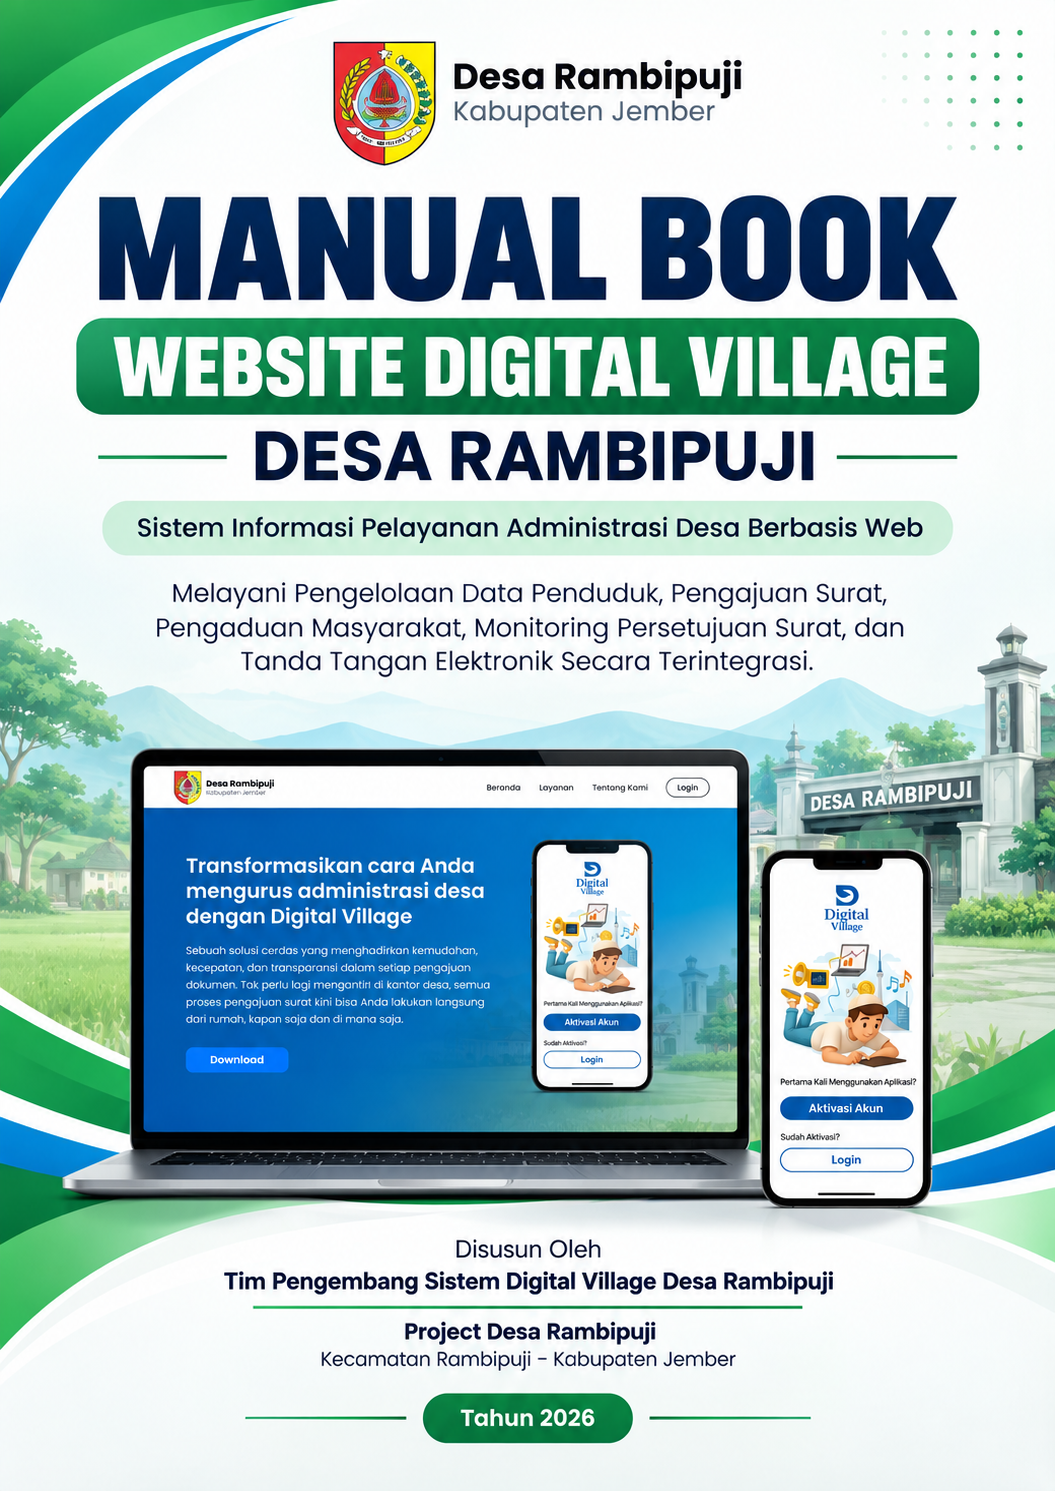 Desa Rambipuji
Kabupaten Jember
MANUAL BOOK
WEBSITE DIGITAL VILLAGE
DESA RAMBIPUJI
Sistem Informasi Pelayanan Administrasi Desa Berbasis Web
Melayani Pengelolaan Data Penduduk, Pengajuan Surat,
Pengaduan Masyarakat, Monitoring Persetujuan Surat, dan
Tanda Tangan Elektronik Secara Terintegrasi.
DESA RAMBIPUJI
Desa Rambipuji
Kabupaten Jember
Beranda Layanan Tentang Kami Login
Transformasikan cara Anda
mengurus administrasi desa
dengan Digital Village
Sebuah solusi cerdas yang menghadirkan kemudahan,
kecepatan, dan transparansi dalam setiap pengajuan
dokumen. Tak perlu lagi mengantri di kantor desa, semua
proses pengajuan surat kini bisa Anda lakukan langsung
dari rumah, kapan saja dan di mana saja.
Download
Digital
Village
Pertama Kali Menggunakan Aplikasi?
Aktivasi Akun
Sudah Aktivasi?
Login
Digital
Village
Pertama Kali Menggunakan Aplikasi?
Aktivasi Akun
Sudah Aktivasi?
Login
Disusun Oleh
Tim Pengembang Sistem Digital Village Desa Rambipuji
Project Desa Rambipuji
Kecamatan Rambipuji - Kabupaten Jember
Tahun 2026